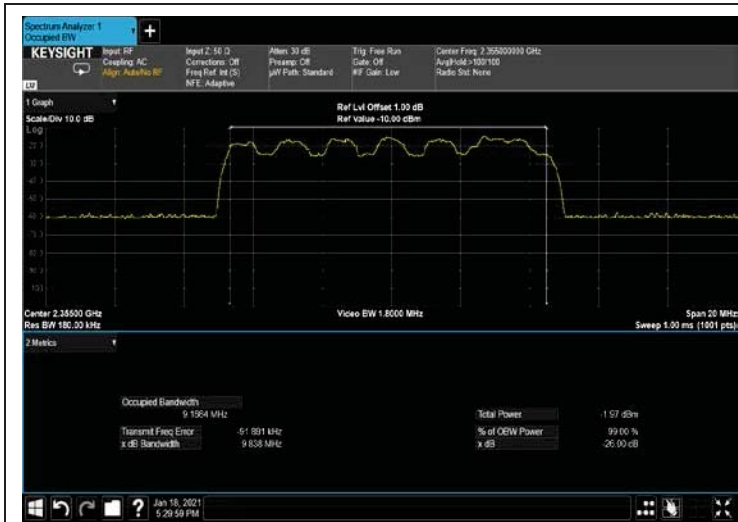 Spectrum Analyzer 1
Occupied BW
KEYSIGHT
Input: RF
Coupling: AC
Align: Auto/No RF
Input Z: 50 Ω
Corrections: Off
Freq Ref: Int (S)
NFE: Adaptive
Atten: 30 dB
Preamp: Off
µW Path: Standard
Trig: Free Run
Gate: Off
#IF Gain: Low
Center Freq: 2.355000000 GHz
Avg|Hold:>100/100
Radio Std: None
1 Graph
Scale/Div 10.0 dB
Ref Lvl Offset 1.00 dB
Ref Value -10.00 dBm
Log
Center 2.35500 GHz
Res BW 180.00 kHz
Video BW 1.8000 MHz
Span 20 MHz
Sweep 1.00 ms (1001 pts)
2 Metrics
Occupied Bandwidth
Transmit Freq Error
x dB Bandwidth
9.838 MHz
Total Power
-1.97 dBm
% of OBW Power
99.00 %
x dB
-26.00 dB
Jan 18, 2021
5:29:59 PM